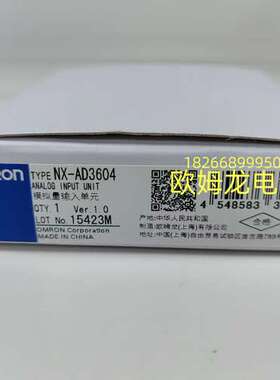 18266899950
欧姆龙电
ron
TYPE NX-AD3604
ANALOG INPUT UNIT
模拟量输入单元
QTY. 1 Ver.1.0
LOT No. 15423M
OMRON Corporation
MADE IN CHINA
4 548583 3
产地: 中华人民共和国
合格